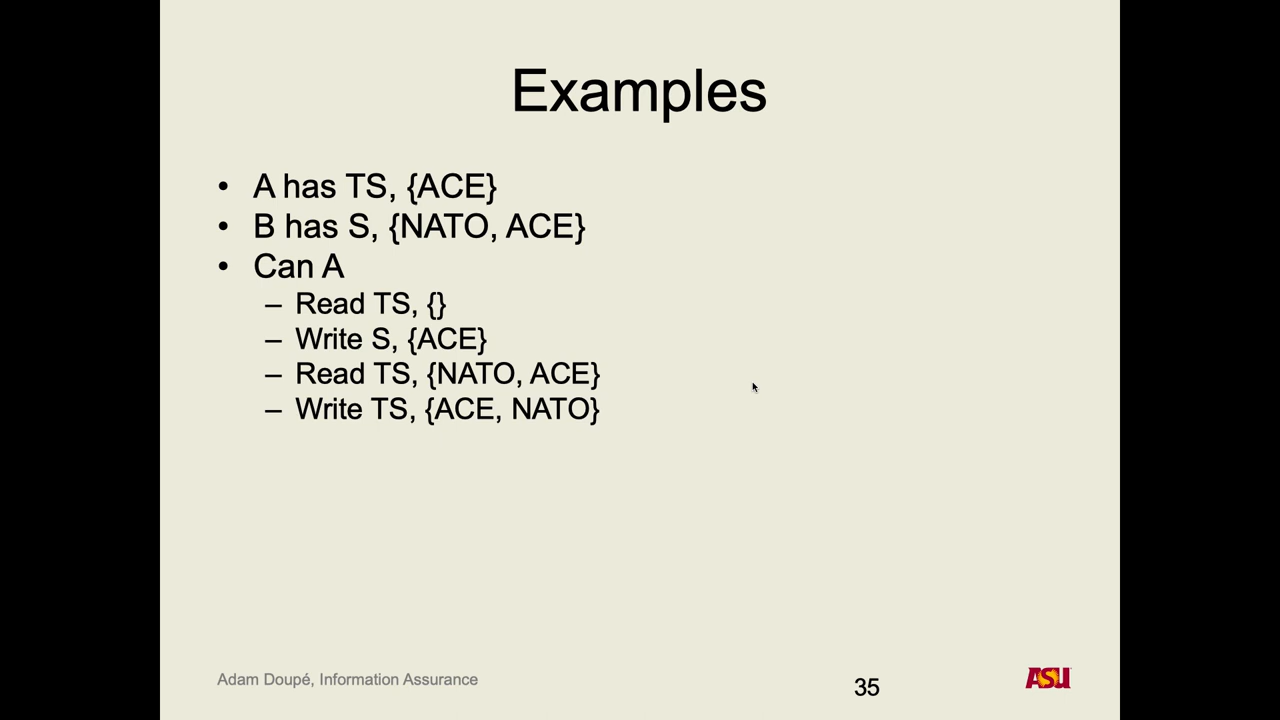 Examples
• A has TS, {ACE}
• B has S, {NATO, ACE}
• Can A
– Read TS, {}
– Write S, {ACE}
– Read TS, {NATO, ACE}
– Write TS, {ACE, NATO}
Adam Doupé, Information Assurance
35
ASU